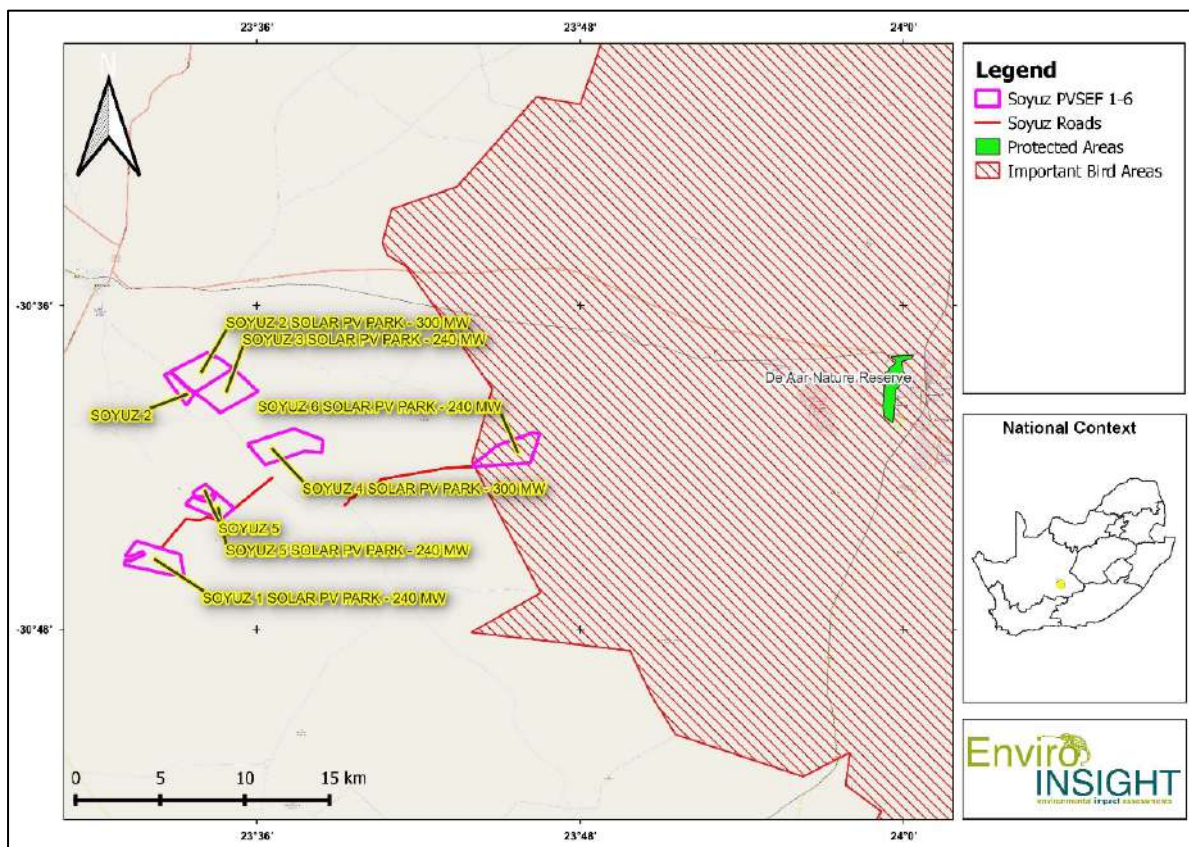 23°36' 23°48' 24°0'
N
Legend
Soyuz PVSEF 1-6
Soyuz Roads
Protected Areas
Important Bird Areas
-30°36'
SOYUZ 2 SOLAR PV PARK - 300 MW
SOYUZ 3 SOLAR PV PARK - 240 MW
De Aar Nature Reserve
SOYUZ 6 SOLAR PV PARK - 240 MW
SOYUZ 2
SOYUZ 4 SOLAR PV PARK - 300 MW
SOYUZ 5
SOYUZ 5 SOLAR PV PARK - 240 MW
SOYUZ 1 SOLAR PV PARK - 240 MW
-30°48'
National Context
0 5 10 15 km
23°36' 23°48' 24°0'
Enviro
INSIGHT
environmental impact assessments